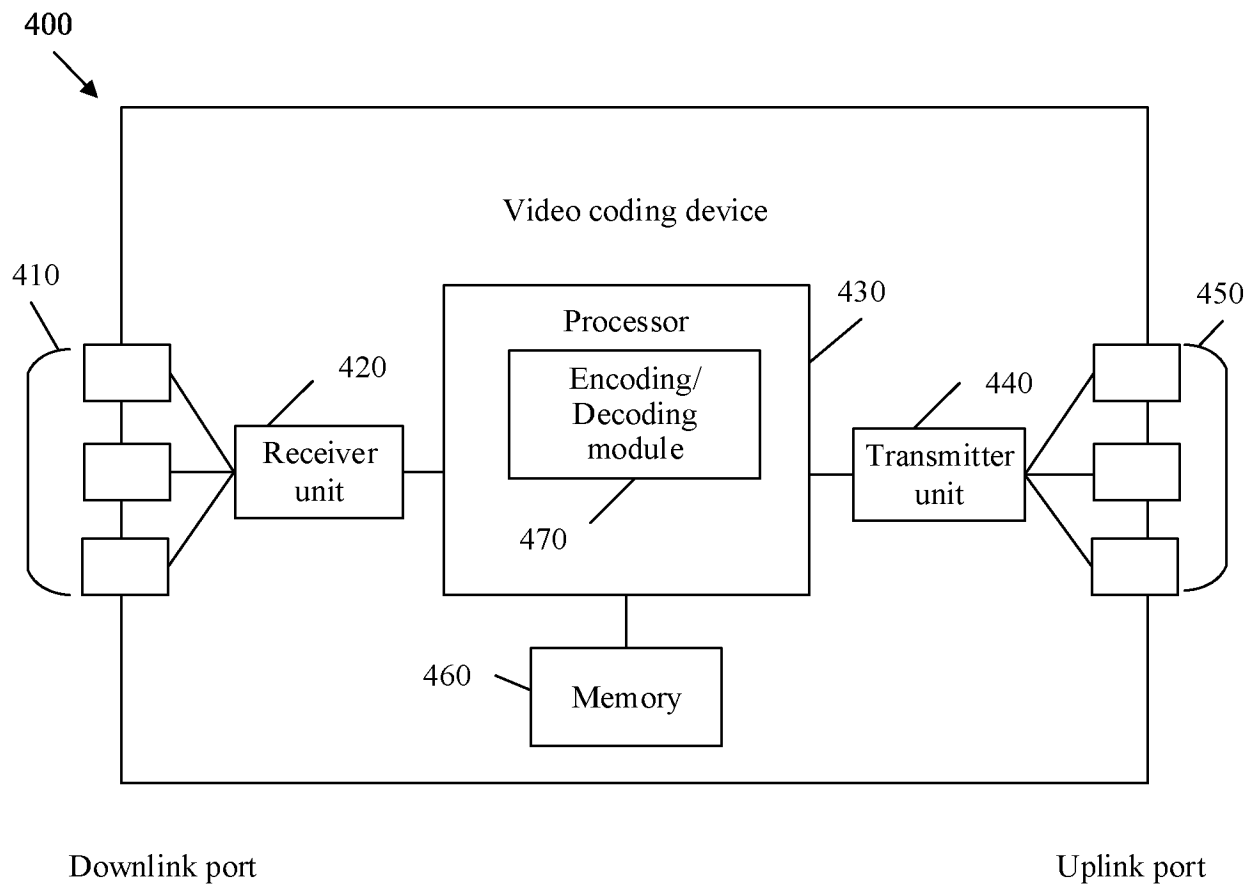 400
Video coding device
410
430
450
Processor
420
Encoding/
Decoding
module
440
Receiver
unit
Transmitter
unit
470
460
Memory
Downlink port
Uplink port